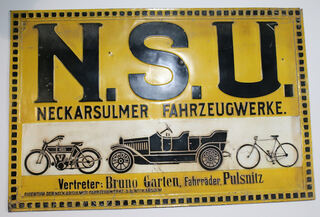 N.S.U.
NECKARSULMER FAHRZEUGWERKE.
Vertreter: Bruno Garten, Fahrräder, Pulsnitz